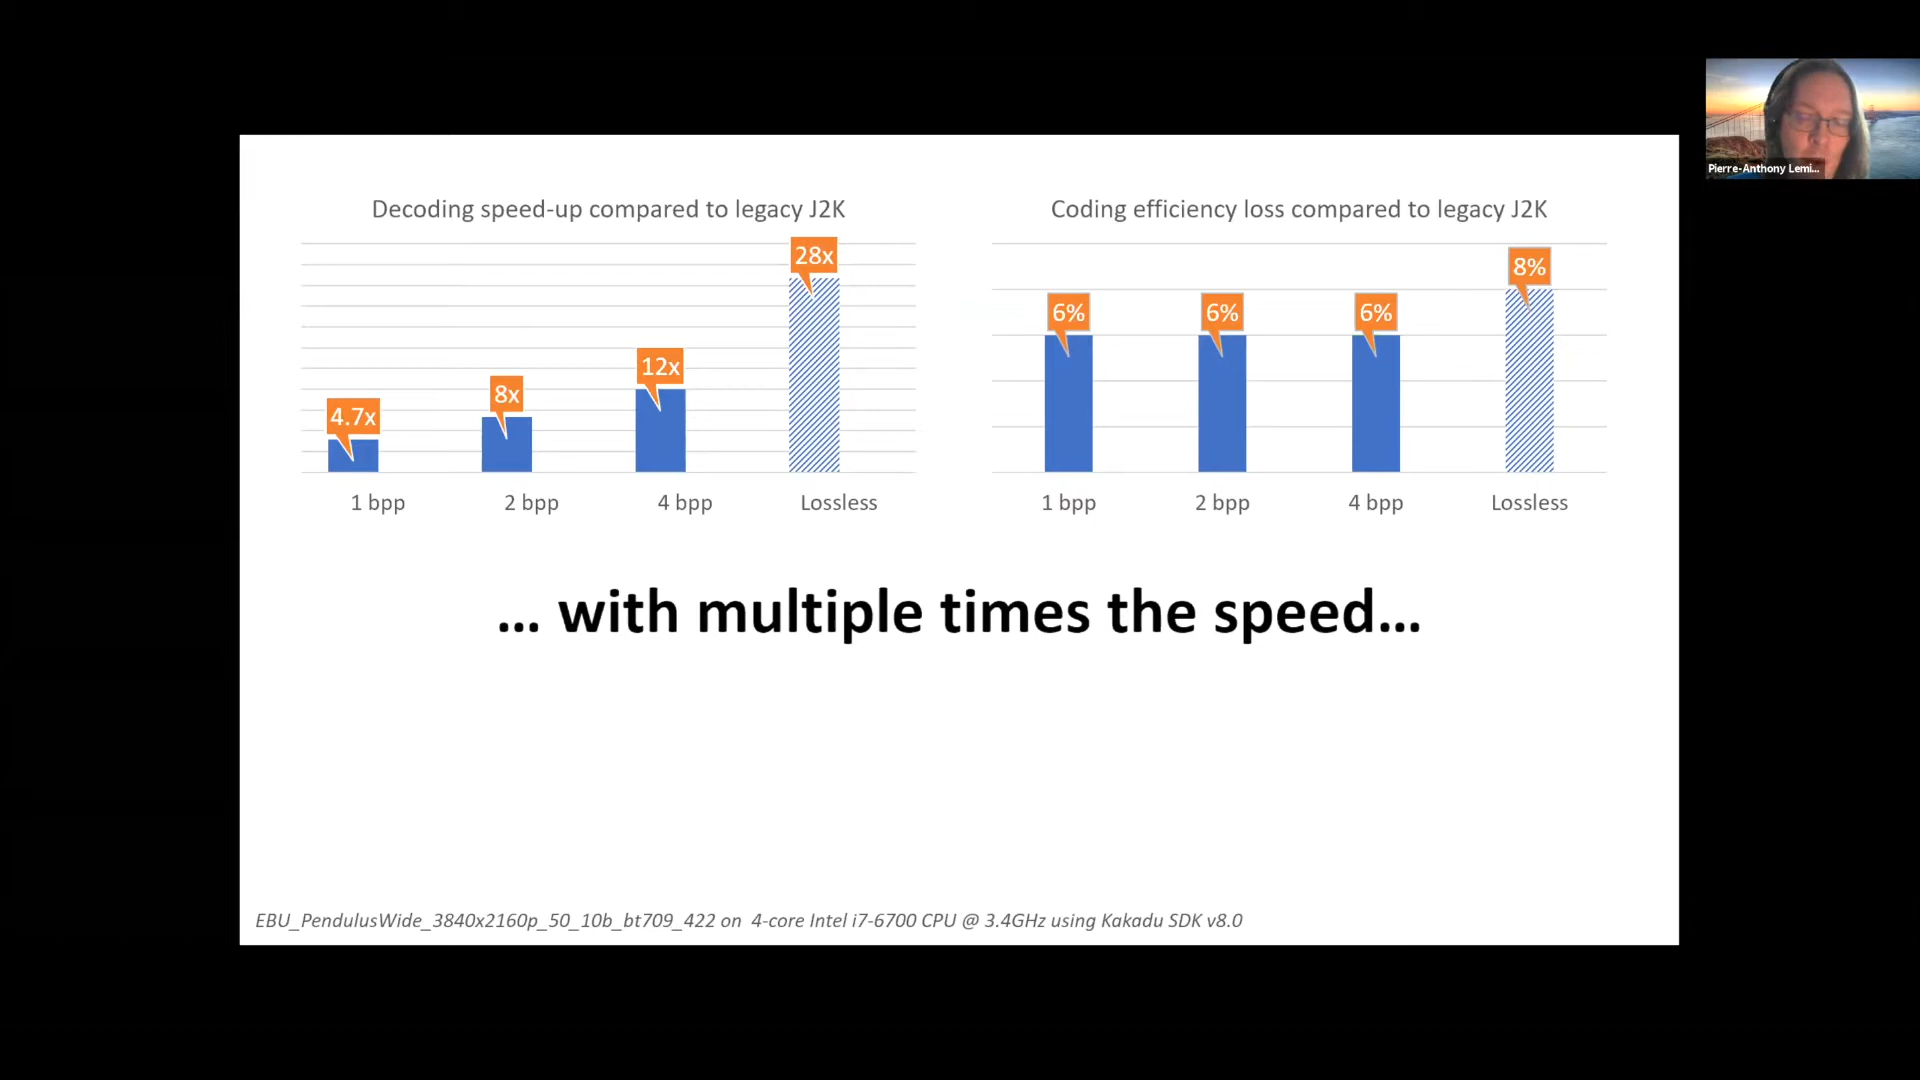 Pierre-Anthony Lemi...
Decoding speed-up compared to legacy J2K
4.7x
8x
12x
28x
1 bpp
2 bpp
4 bpp
Lossless
Coding efficiency loss compared to legacy J2K
6%
6%
6%
8%
1 bpp
2 bpp
4 bpp
Lossless
... with multiple times the speed...
EBU_PendulusWide_3840x2160p_50_10b_bt709_422 on 4-core Intel i7-6700 CPU @ 3.4GHz using Kakadu SDK v8.0